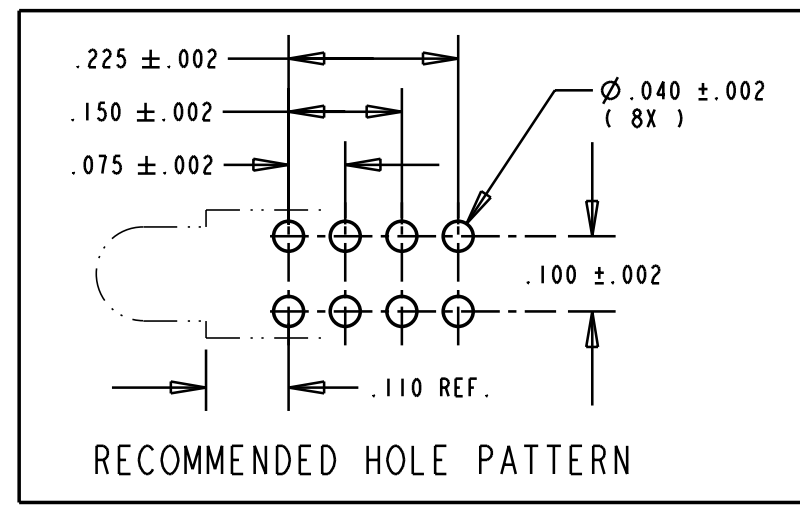 .225 ±.002
Ø.040 ±.002
( 8X )
.150 ±.002
.075 ±.002
.100 ±.002
.110 REF.
RECOMMENDED HOLE PATTERN